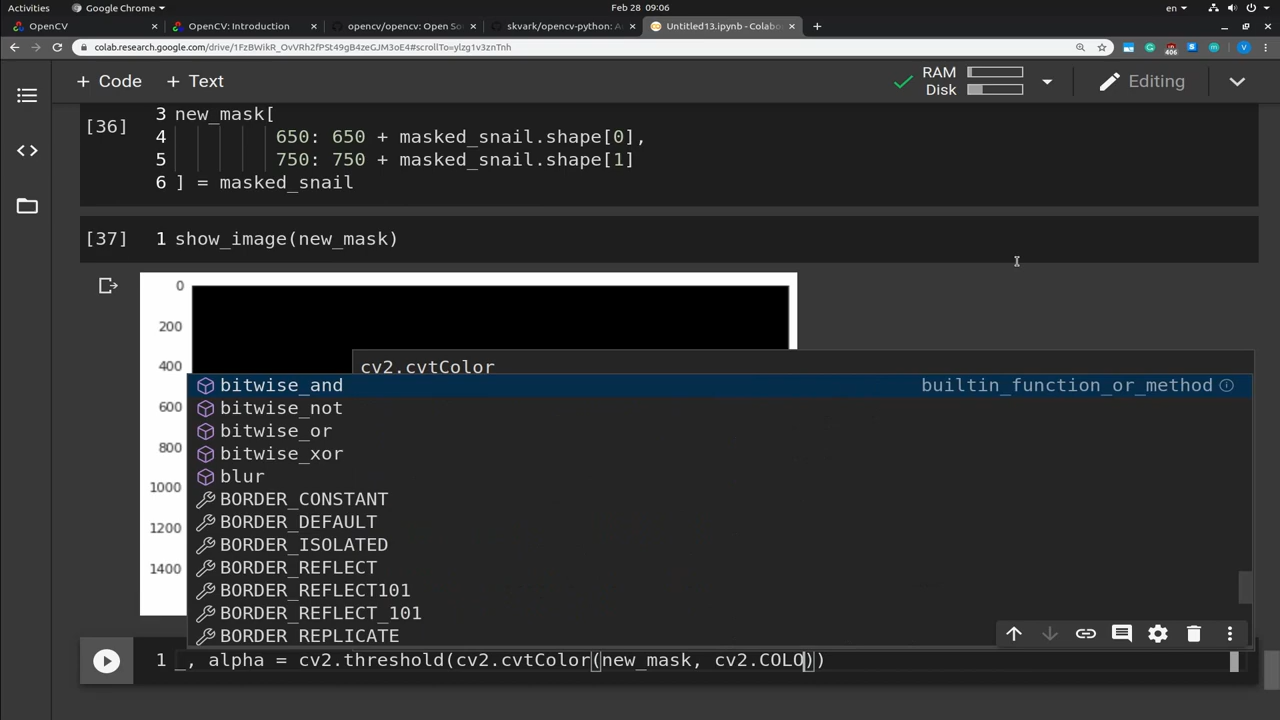 Activities
Google Chrome
Feb 28 09:06
en
OpenCV
OpenCV: Introduction
opencv/opencv: Open So
skvark/opencv-python: A
Untitled13.ipynb - Colabo
colab.research.google.com/drive/1FzBWikR_OvVRh2fPSt49gB4zeGJM3oE4#scrollTo=ylzg1v3znTnh
406
V
+ Code
+ Text
RAM
Disk
Editing
[36]
3 new_mask[
4 650: 650 + masked_snail.shape[0],
5 750: 750 + masked_snail.shape[1]
6 ] = masked_snail
[37]
1 show_image(new_mask)
0
200
400
600
800
1000
1200
1400
cv2.cvtColor
bitwise_and builtin_function_or_method
bitwise_not
bitwise_or
bitwise_xor
blur
BORDER_CONSTANT
BORDER_DEFAULT
BORDER_ISOLATED
BORDER_REFLECT
BORDER_REFLECT101
BORDER_REFLECT_101
BORDER_REPLICATE
1 _, alpha = cv2.threshold(cv2.cvtColor(new_mask, cv2.COLO))